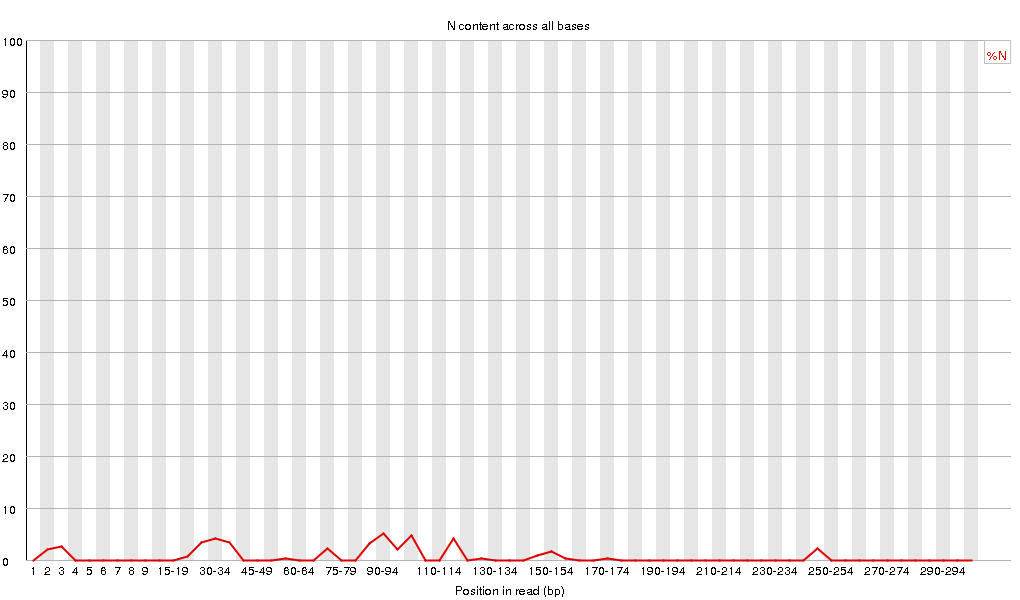 N content across all bases
%N
100
90
80
70
60
50
40
30
20
10
0
1 2 3 4 5 6 7 8 9 15-19 30-34 45-49 60-64 75-79 90-94 110-114 130-134 150-154 170-174 190-194 210-214 230-234 250-254 270-274 290-294
Position in read (bp)